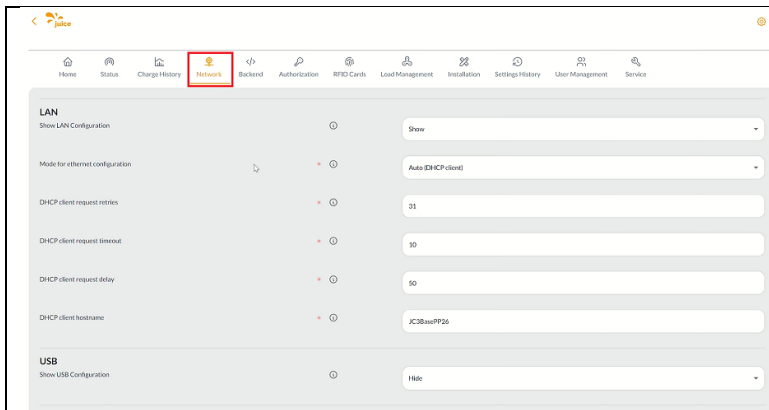 juice
Home Status Charge History Network Backend Authorization RFID Cards Load Management Installation Settings History User Management Service
LAN
Show LAN Configuration Show
Mode for ethernet configuration * Auto (DHCP client)
DHCP client request retries * 31
DHCP client request timeout * 10
DHCP client request delay * 50
DHCP client hostname * JC3BasePP26
USB
Show USB Configuration Hide